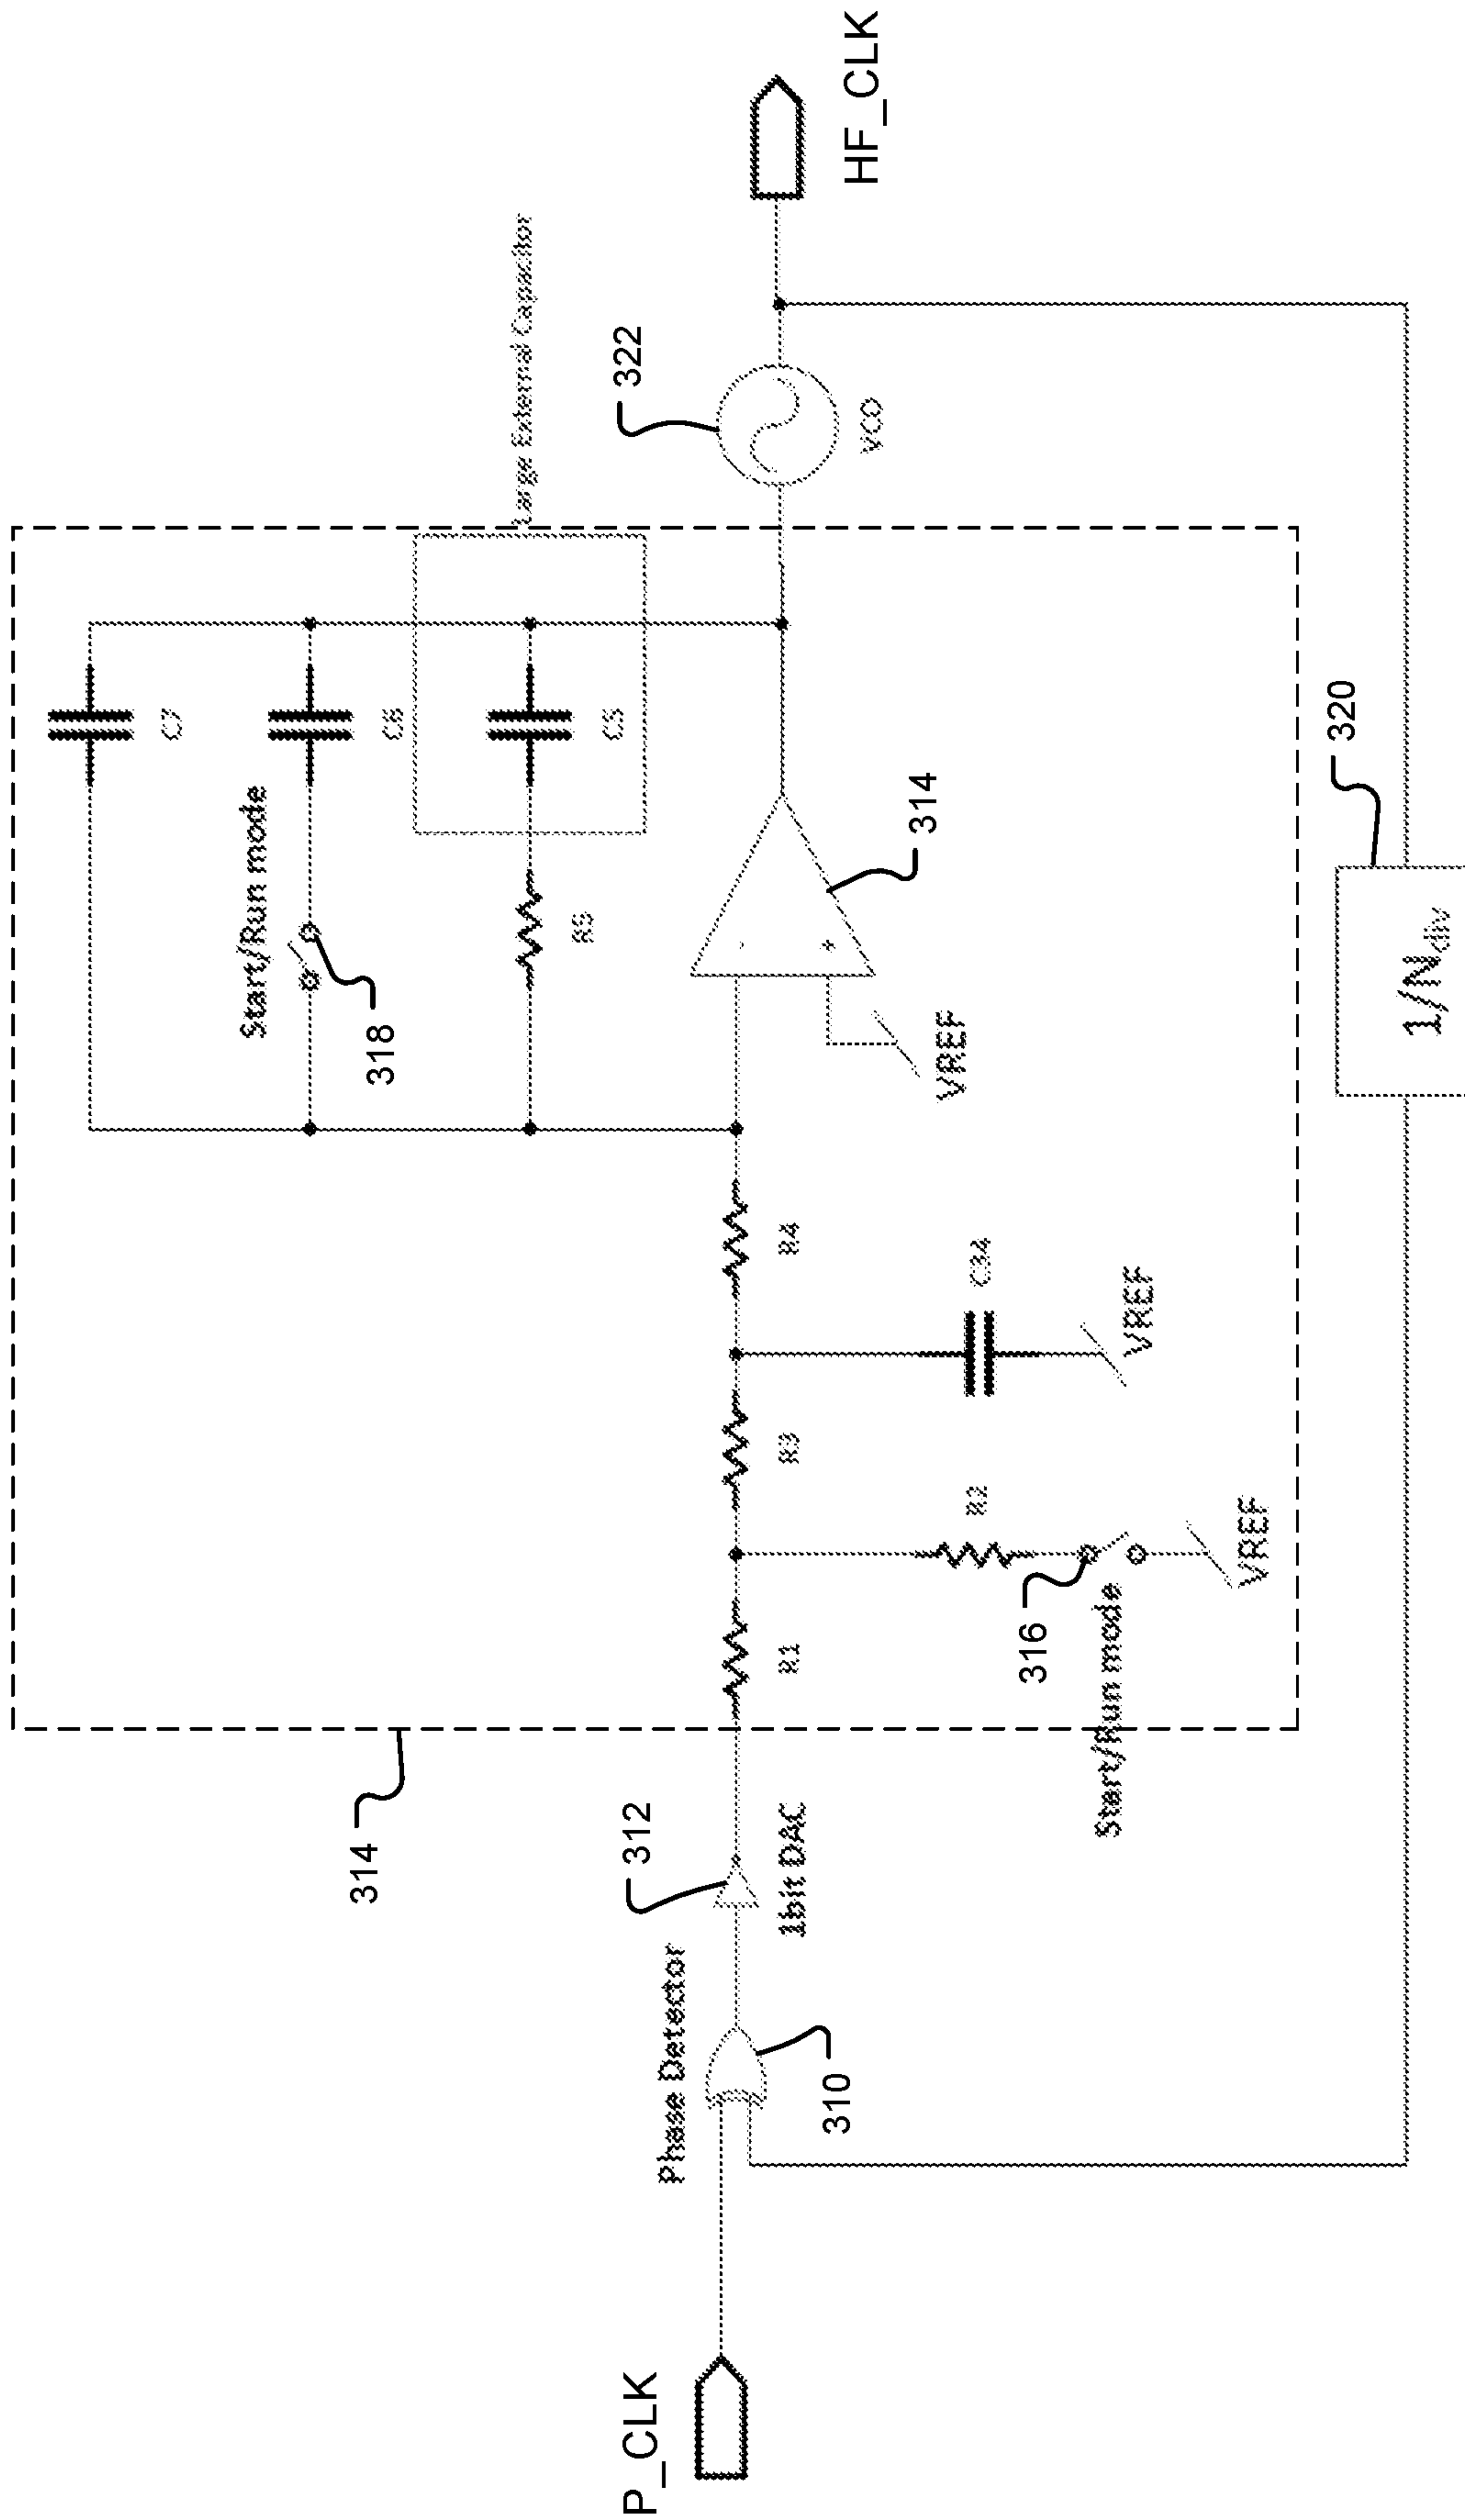 P_CLK
Phase Detector
310
312
1bit DAC
314
R1
316
Start/Run mode
R2
VREF
R3
C34
VREF
R4
Start/Run mode
318
C7
C6
C5
VREF
314
Large External Capacitor
322
VCO
HF_CLK
320
1/Ndiv